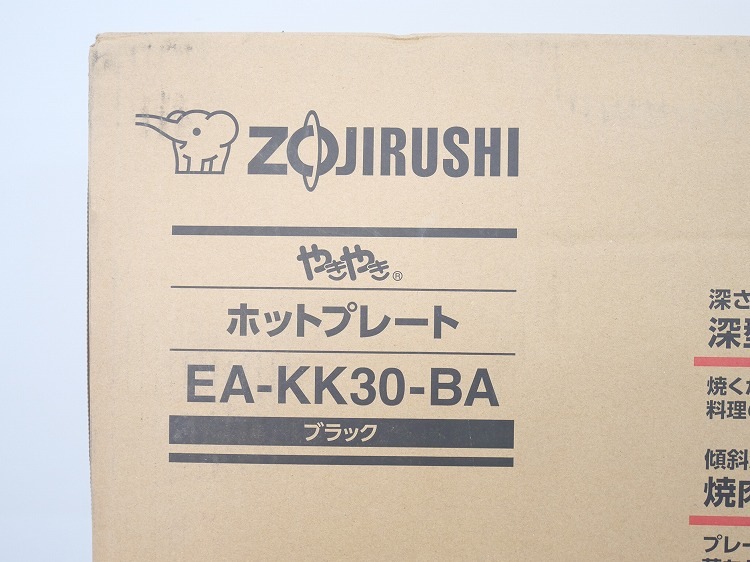 ZOJIRUSHI
やきやき®
ホットプレート
EA-KK30-BA
ブラック
深さ
深型
焼くだ
料理の
傾斜
焼肉
プレー